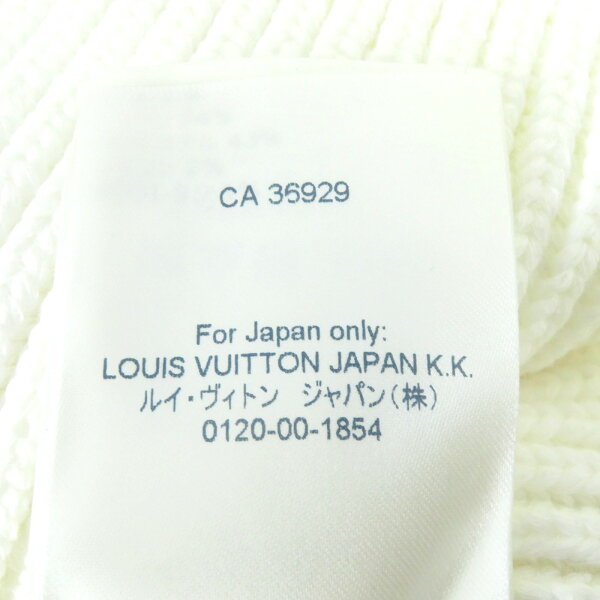 CA 36929
For Japan only:
LOUIS VUITTON JAPAN K.K.
ルイ・ヴィトン　ジャパン(株)
0120-00-1854